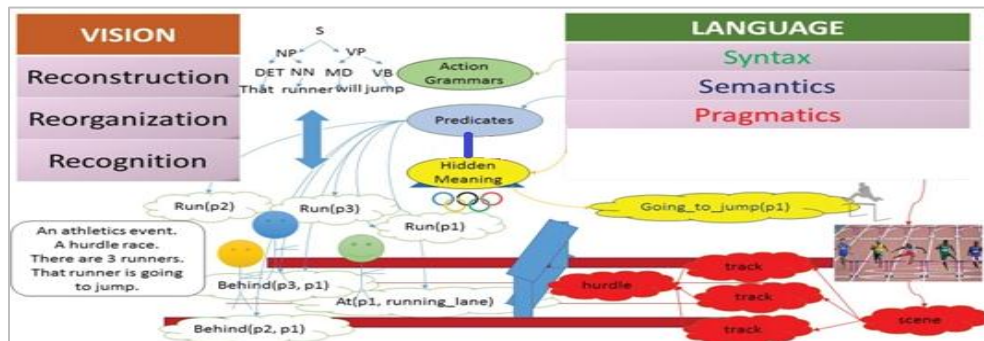 VISION
Reconstruction
Reorganization
Recognition
S
NP VP
DET NN MD VB
That runner will jump
Action
Grammars
Predicates
Hidden
Meaning
LANGUAGE
Syntax
Semantics
Pragmatics
Run(p2)
Run(p3)
Run(p1)
Going_to_jump(p1)
An athletics event.
A hurdle race.
There are 3 runners.
That runner is going
to jump.
Behind(p3, p1)
At(p1, running_lane)
Behind(p2, p1)
hurdle
track
track
track
scene